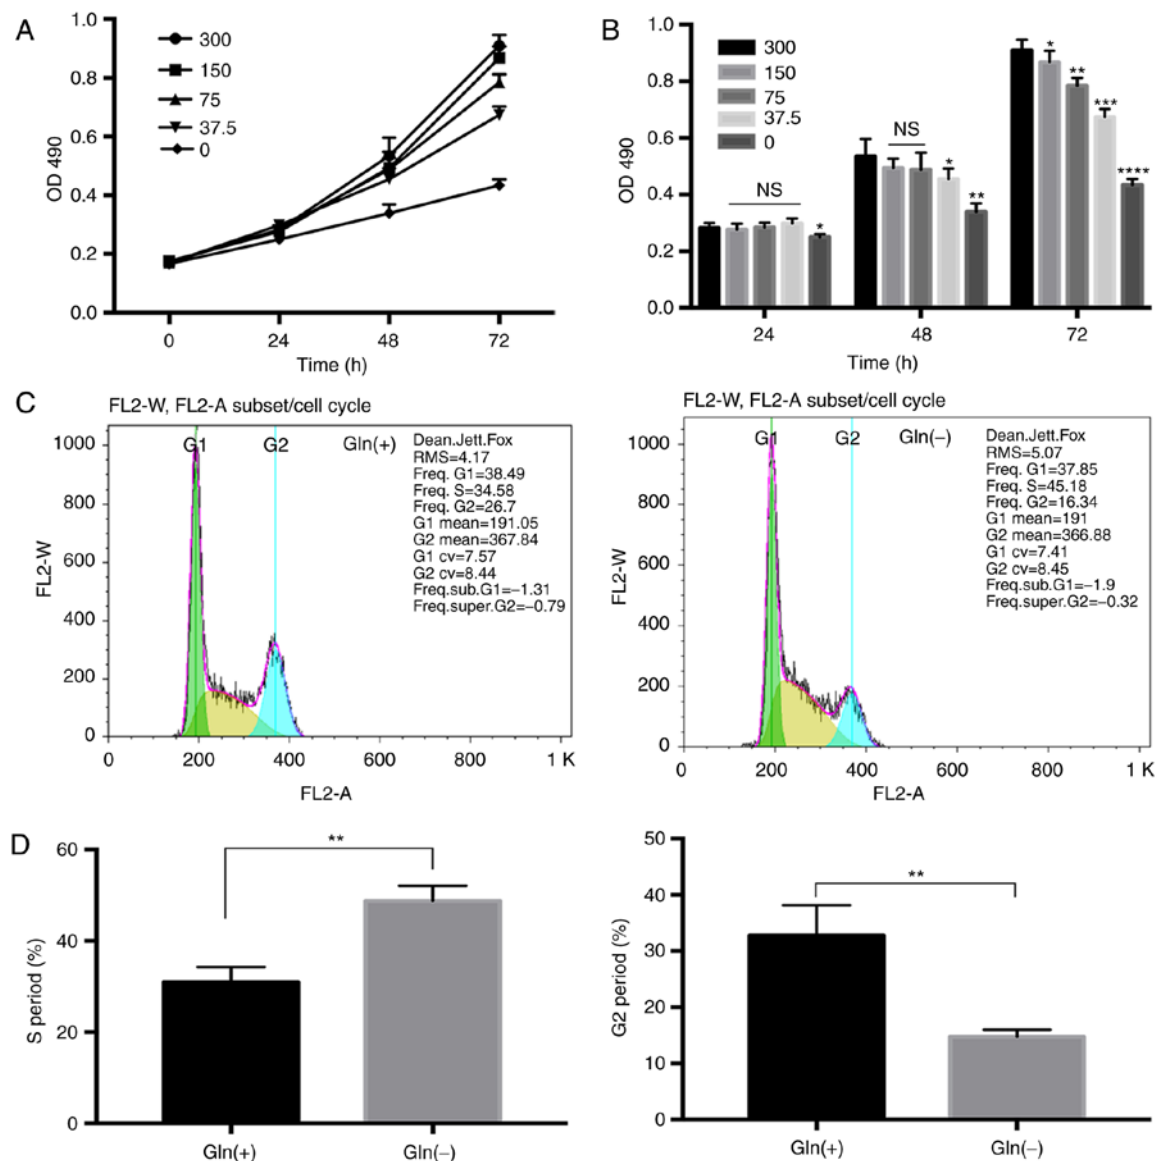 A
1.0
0.8
0.6
0.4
0.2
0.0
OD 490
300
150
75
37.5
0
0
24
48
72
Time (h)
B
1.0
0.8
0.6
0.4
0.2
0.0
OD 490
300
150
75
37.5
0
NS
*
NS
*
**
*
**
***
****
24
48
72
Time (h)
C
FL2-W, FL2-A subset/cell cycle
1000
800
600
400
200
0
FL2-W
G1
G2
Gln(+)
Dean.Jett.Fox
RMS=4.17
Freq. G1=38.49
Freq. S=34.58
Freq. G2=26.7
G1 mean=191.05
G2 mean=367.84
G1 cv=7.57
G2 cv=8.44
Freq.sub.G1=−1.31
Freq.super.G2=−0.79
0
200
400
600
800
1 K
FL2-A
FL2-W, FL2-A subset/cell cycle
1000
800
600
400
200
0
FL2-W
G1
G2
Gln(−)
Dean.Jett.Fox
RMS=5.07
Freq. G1=37.85
Freq. S=45.18
Freq. G2=16.34
G1 mean=191
G2 mean=366.88
G1 cv=7.41
G2 cv=8.45
Freq.sub.G1=−1.9
Freq.super.G2=−0.32
0
200
400
600
800
1 K
FL2-A
D
60
40
20
0
S period (%)
**
Gln(+)
Gln(−)
50
40
30
20
10
0
G2 period (%)
**
Gln(+)
Gln(−)